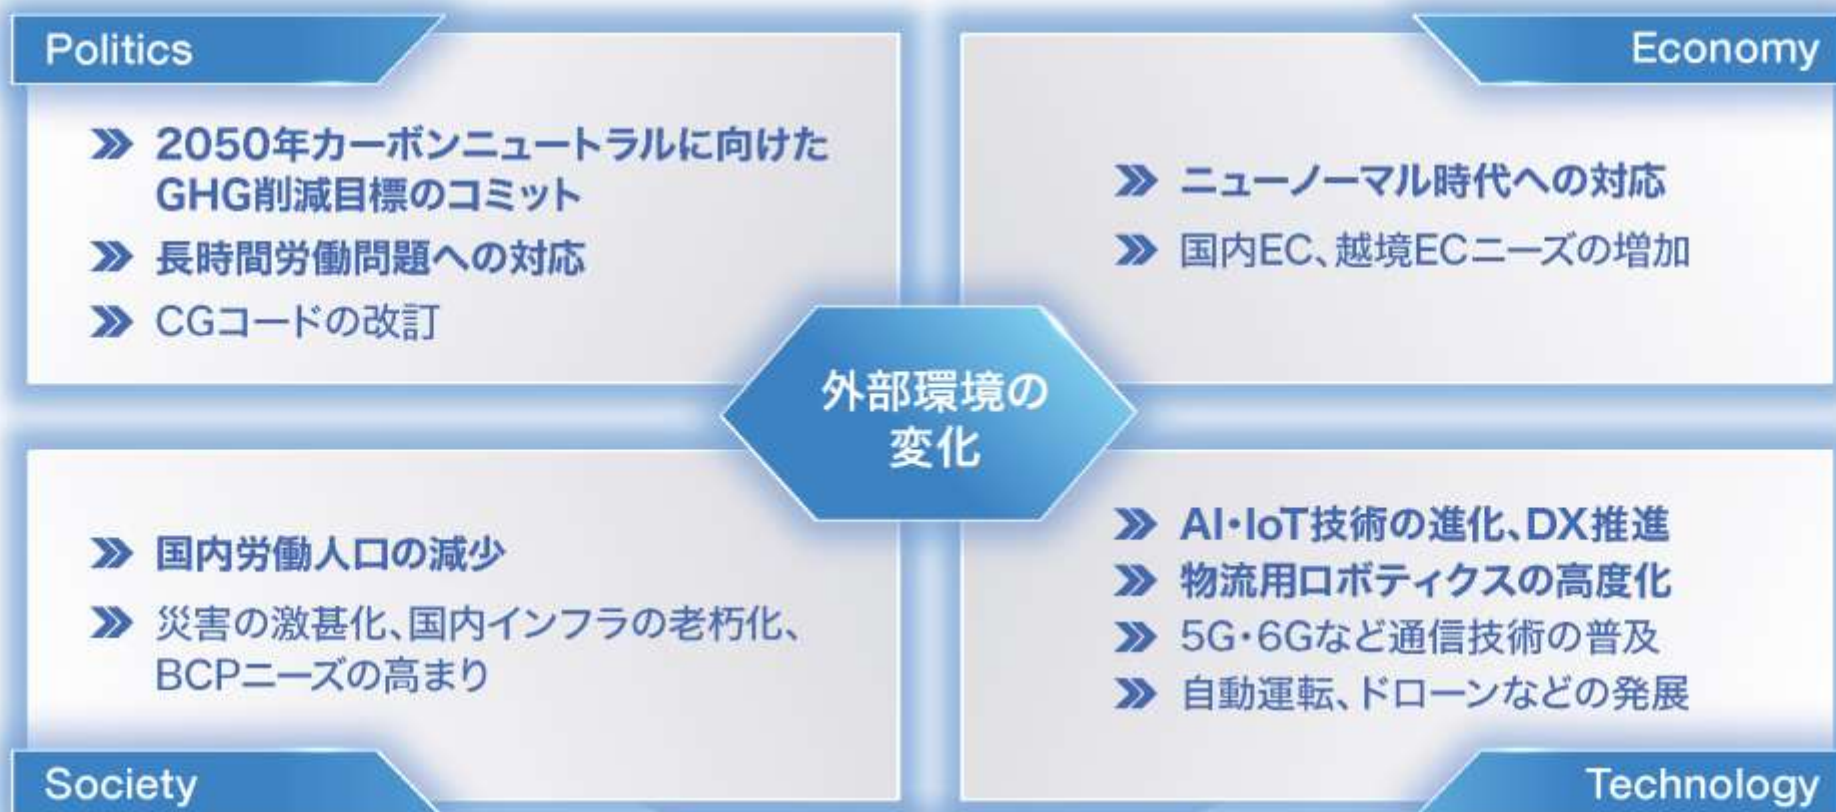 Politics
2050年カーボンニュートラルに向けた
GHG削減目標のコミット
長時間労働問題への対応
CGコードの改訂
Economy
ニューノーマル時代への対応
国内EC、越境ECニーズの増加
外部環境の
変化
国内労働人口の減少
災害の激甚化、国内インフラの老朽化、
BCPニーズの高まり
Society
AI・IoT技術の進化、DX推進
物流用ロボティクスの高度化
5G・6Gなど通信技術の普及
自動運転、ドローンなどの発展
Technology